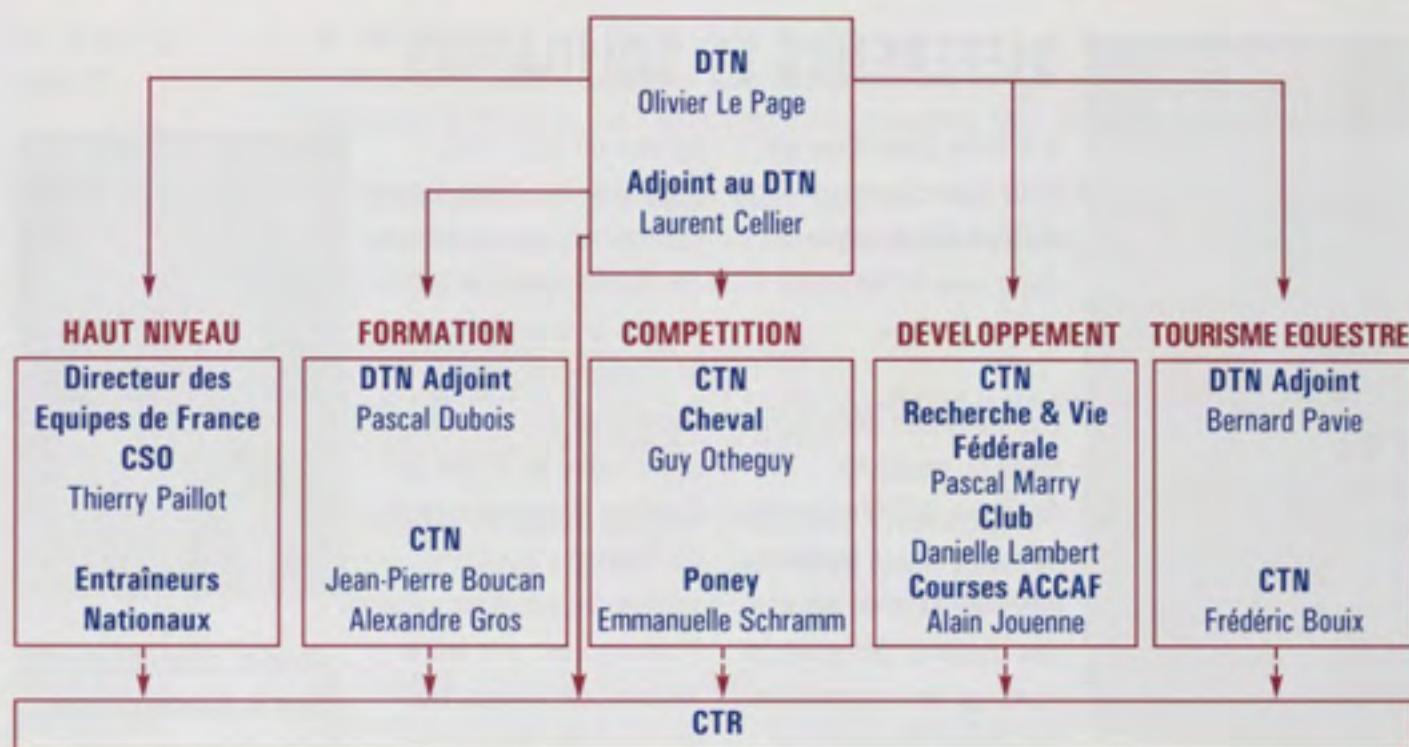 DTN
Olivier Le Page
Adjoint au DTN
Laurent Cellier
HAUT NIVEAU
Directeur des
Equipes de France
CSO
Thierry Paillot
Entraîneurs
Nationaux
FORMATION
DTN Adjoint
Pascal Dubois
CTN
Jean-Pierre Boucan
Alexandre Gros
COMPETITION
CTN
Cheval
Guy Otheguy
Poney
Emmanuelle Schramm
DEVELOPPEMENT
CTN
Recherche & Vie
Fédérale
Pascal Marry
Club
Danielle Lambert
Courses ACCAF
Alain Jouenne
TOURISME EQUESTRE
DTN Adjoint
Bernard Pavie
CTN
Frédéric Bouix
CTR